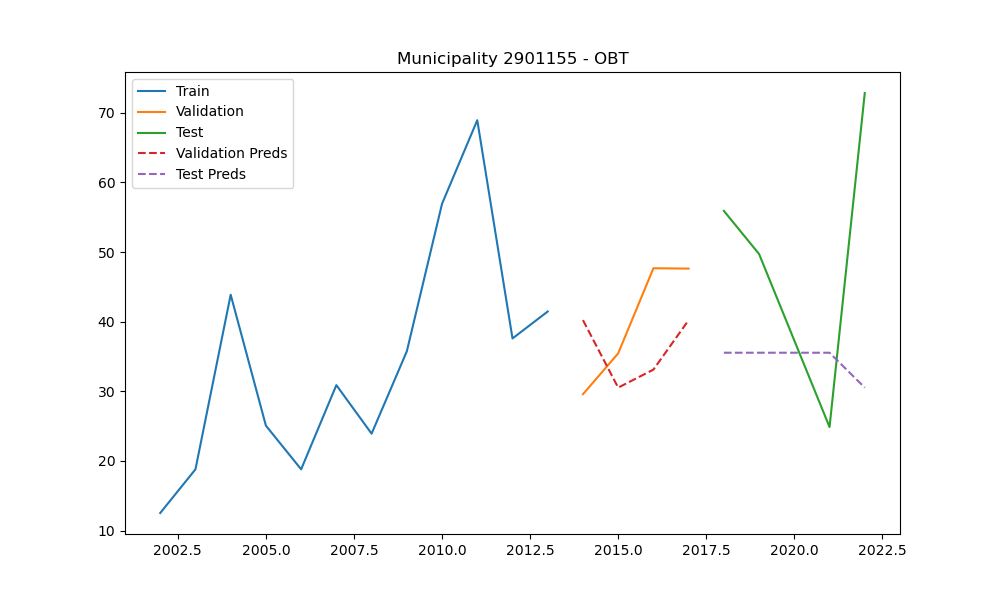 Municipality 2901155 - OBT
Train
Validation
Test
Validation Preds
Test Preds
70
60
50
40
30
20
10
2002.5 2005.0 2007.5 2010.0 2012.5 2015.0 2017.5 2020.0 2022.5